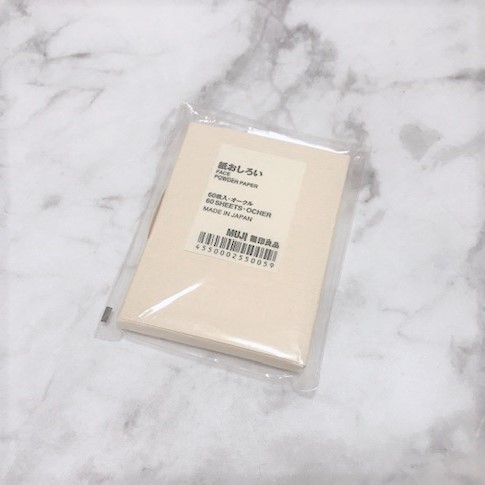 紙おしろい
FACE
POWDER PAPER
60枚入・オークル
60 SHEETS・OCHER
MADE IN JAPAN
MUJI 無印良品
4550002550059